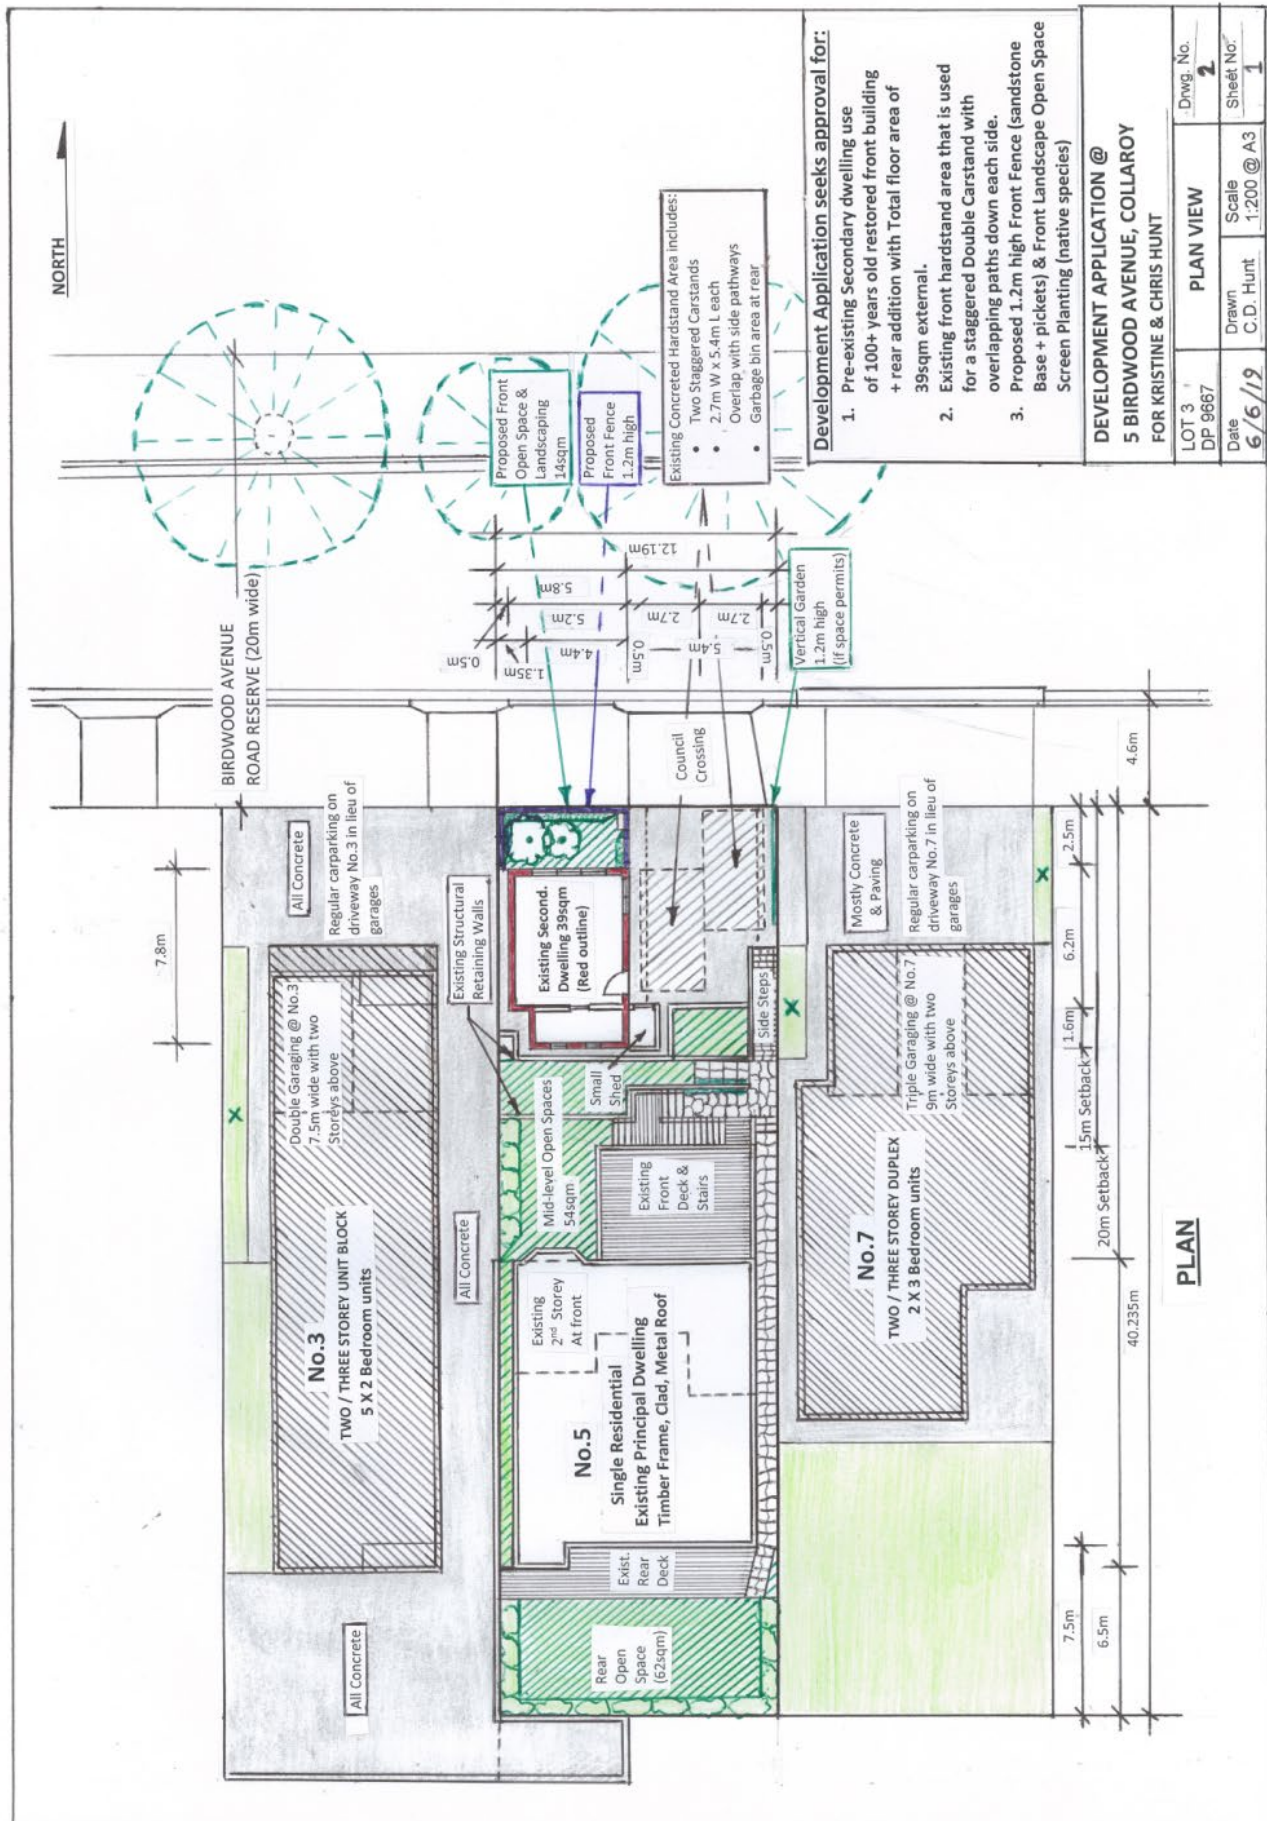 NORTH
BIRDWOOD AVENUE
ROAD RESERVE (20m wide)
Proposed Front
Open Space &
Landscaping
14sqm
Proposed
Front Fence
1.2m high
Existing Concreted Hardstand Area includes:
• Two Staggered Carstands
• 2.7m W x 5.4m L each
Overlap with side pathways
• Garbage bin area at rear
Development Application seeks approval for:
1. Pre-existing Secondary dwelling use
of 100+ years old restored front building
+ rear addition with Total floor area of
39sqm external.
2. Existing front hardstand area that is used
for a staggered Double Carstand with
overlapping paths down each side.
3. Proposed 1.2m high Front Fence (sandstone
Base + pickets) & Front Landscape Open Space
Screen Planting (native species)
DEVELOPMENT APPLICATION @
5 BIRDWOOD AVENUE, COLLAROY
FOR KRISTINE & CHRIS HUNT
LOT 3
DP 9667
PLAN VIEW
Drwg. No.
2
Date
6/6/19
Drawn
C.D. Hunt
Scale
1:200 @ A3
Sheet No.
1
12.19m
5.8m
5.2m
2.7m
2.7m
0.5m
1.35m
4.4m
0.5m
5.4m
0.5m
Vertical Garden
1.2m high
(if space permits)
Council
Crossing
7.8m
All Concrete
Regular carparking on
driveway No.3 in lieu of
garages
Existing Structural
Retaining Walls
Existing Second.
Dwelling 39sqm
(Red outline)
Mostly Concrete
& Paving
Regular carparking on
driveway No.7 in lieu of
garages
4.6m
2.5m
6.2m
1.6m
15m Setback
20m Setback
40.235m
7.5m
6.5m
Double Garaging @ No.3
7.5m wide with two
Storeys above
X
Small
Shed
Side Steps
X
X
Triple Garaging @ No.7
9m wide with two
Storeys above
Mid-level Open Spaces
54sqm
Existing
Front
Deck &
Stairs
No.3
TWO / THREE STOREY UNIT BLOCK
5 X 2 Bedroom units
All Concrete
Existing
2nd Storey
At front
No.5
Single Residential
Existing Principal Dwelling
Timber Frame, Clad, Metal Roof
No.7
TWO / THREE STOREY DUPLEX
2 X 3 Bedroom units
Exist.
Rear
Deck
All Concrete
Rear
Open
Space
(62sqm)
PLAN